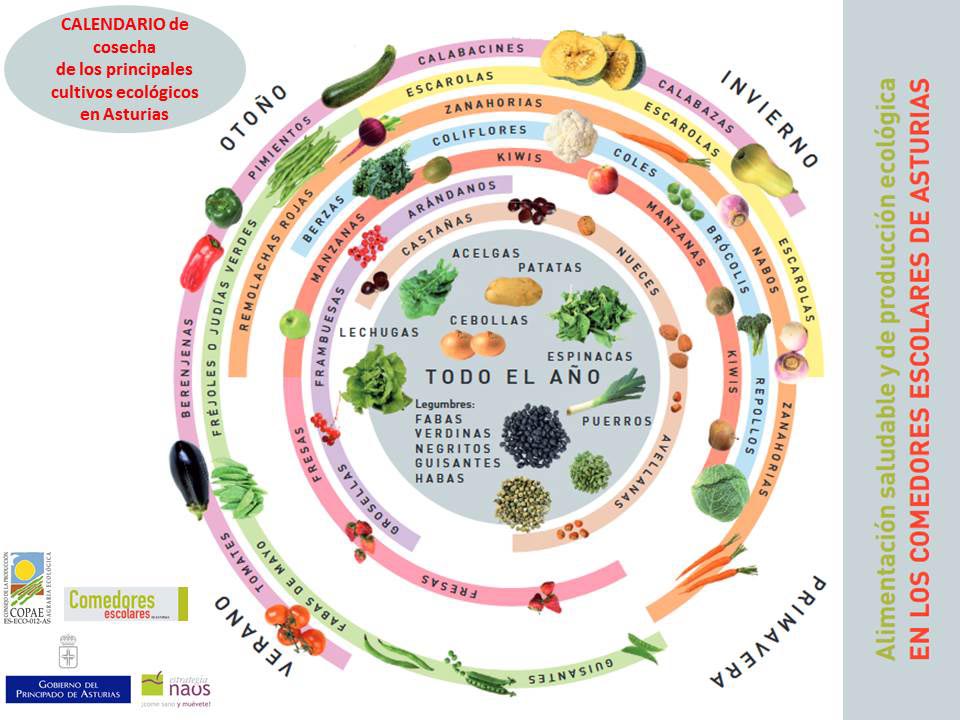 CALENDARIO de
cosecha
de los principales
cultivos ecológicos
en Asturias
OTOÑO
INVIERNO
PRIMAVERA
VERANO
CALABACINES
CALABAZAS
PIMIENTOS
BERENJENAS
TOMATES
ESCAROLAS
ESCAROLAS
ESCAROLAS
FRÉJOLES O JUDÍAS VERDES
FABAS DE MAYO
GUISANTES
ZANAHORIAS
NABOS
ZANAHORIAS
REMOLACHAS ROJAS
COLIFLORES
COLES
BRÓCOLIS
REPOLLOS
BERZAS
KIWIS
MANZANAS
KIWIS
MANZANAS
FRESAS
FRESAS
ARÁNDANOS
FRAMBUESAS
GROSELLAS
CASTAÑAS
NUECES
AVELLANAS
ACELGAS
PATATAS
LECHUGAS
CEBOLLAS
ESPINACAS
TODO EL AÑO
PUERROS
Legumbres:
FABAS
VERDINAS
NEGRITOS
GUISANTES
HABAS
Alimentación saludable y de producción ecológica
EN LOS COMEDORES ESCOLARES DE ASTURIAS
CONSEJO DE LA PRODUCCIÓN
AGRARIA ECOLÓGICA
COPAE
ES-ECO-012-AS
Comedores
escolares
GOBIERNO DEL
PRINCIPADO DE ASTURIAS
estrategia
naos
¡come sano y muévete!